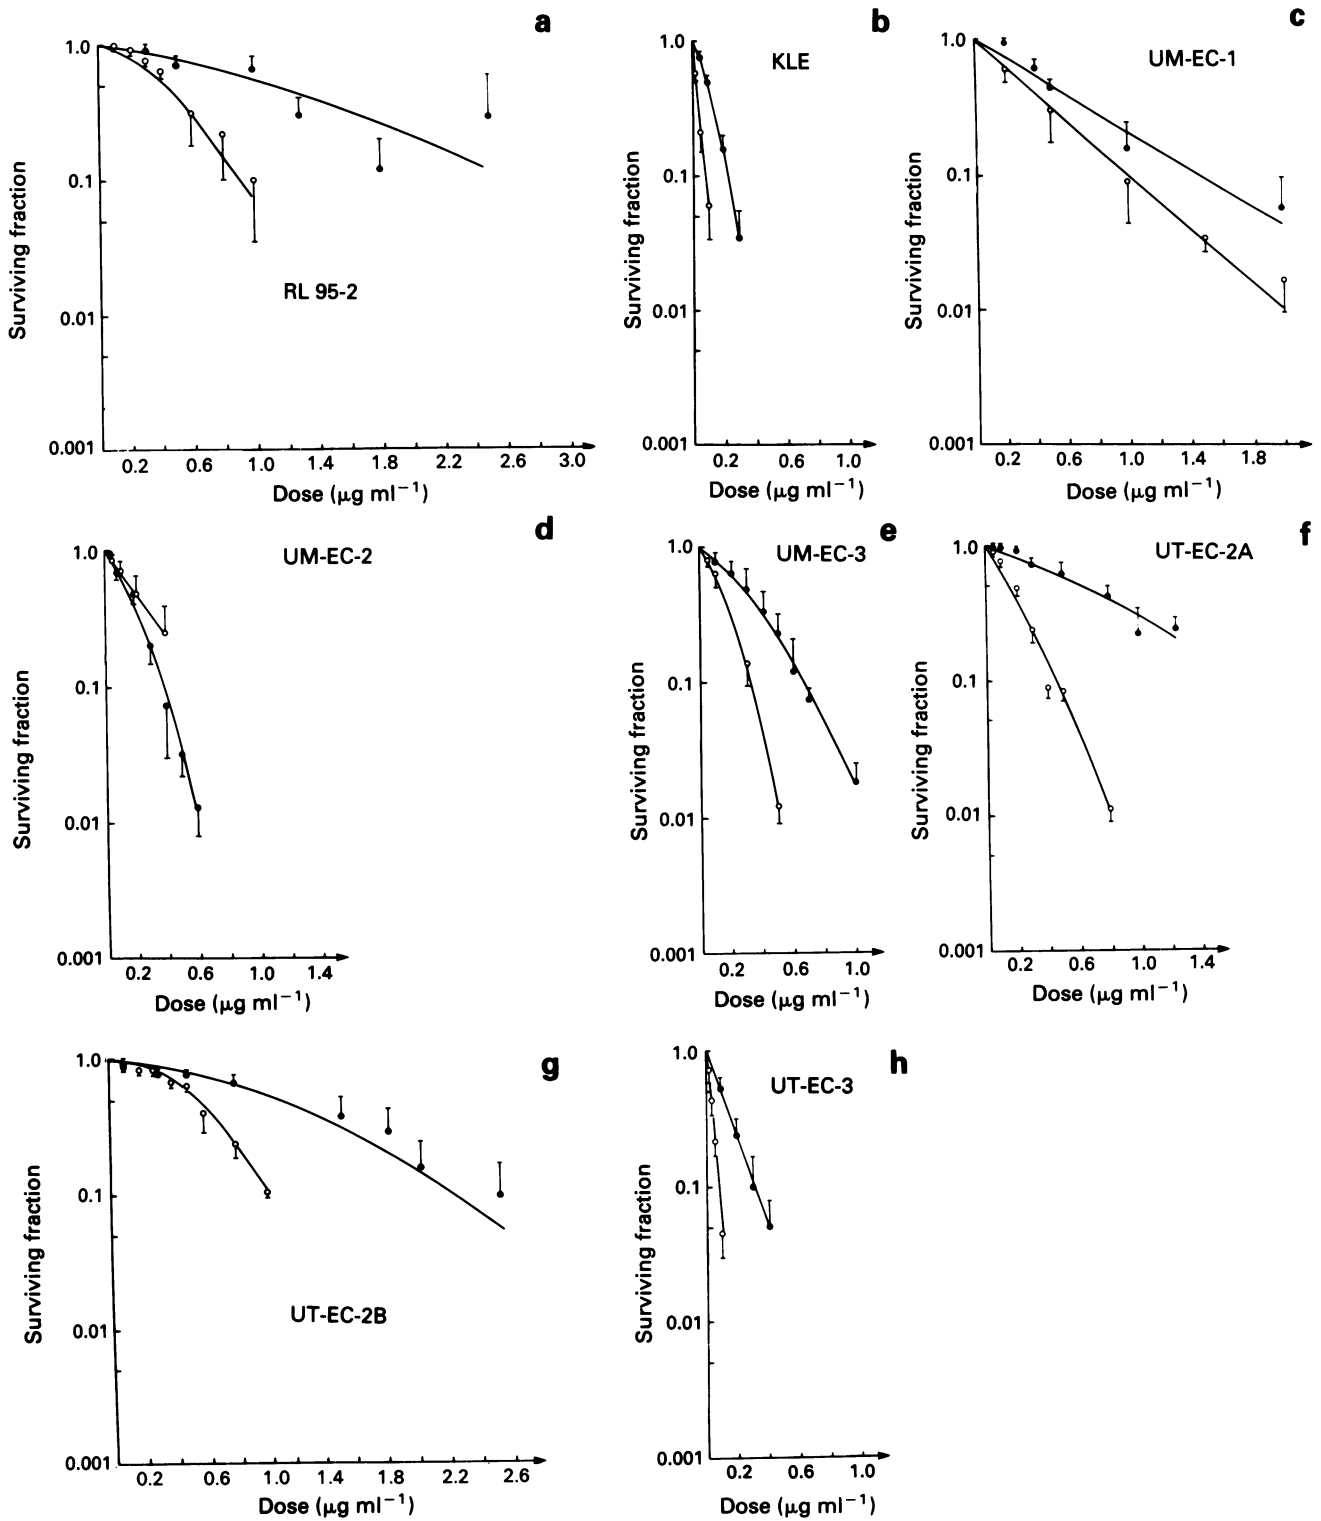 a
1.0
0.1
0.01
0.001
Surviving fraction
RL 95-2
0.2 0.6 1.0 1.4 1.8 2.2 2.6 3.0
Dose (μg ml−1)
b
1.0
0.1
0.01
0.001
Surviving fraction
KLE
0.2 0.6 1.0
Dose (μg ml−1)
c
1.0
0.1
0.01
0.001
Surviving fraction
UM-EC-1
0.2 0.6 1.0 1.4 1.8
Dose (μg ml−1)
d
1.0
0.1
0.01
0.001
Surviving fraction
UM-EC-2
0.2 0.6 1.0 1.4
Dose (μg ml−1)
e
1.0
0.1
0.01
0.001
Surviving fraction
UM-EC-3
0.2 0.6 1.0
Dose (μg ml−1)
f
1.0
0.1
0.01
0.001
Surviving fraction
UT-EC-2A
0.2 0.6 1.0 1.4
Dose (μg ml−1)
g
1.0
0.1
0.01
0.001
Surviving fraction
UT-EC-2B
0.2 0.6 1.0 1.4 1.8 2.2 2.6
Dose (μg ml−1)
h
1.0
0.1
0.01
0.001
Surviving fraction
UT-EC-3
0.2 0.6 1.0
Dose (μg ml−1)